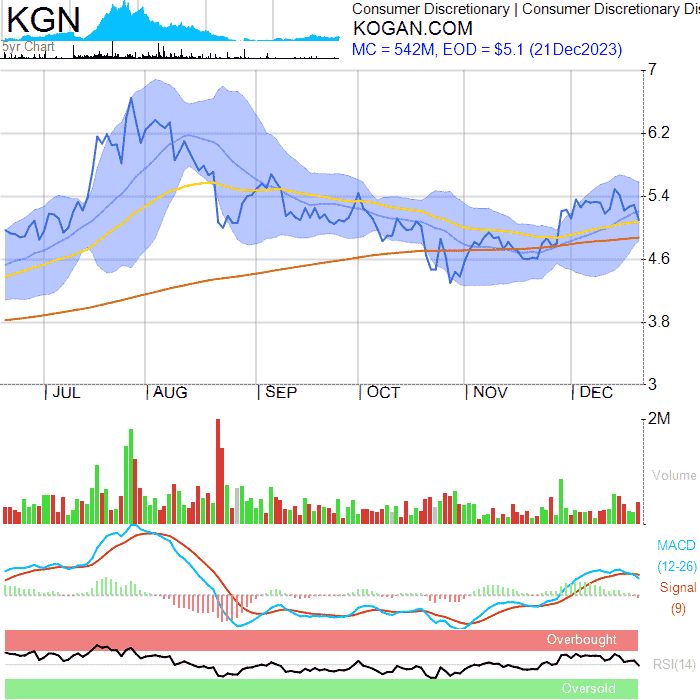 KGN
5yr Chart
Consumer Discretionary | Consumer Discretionary Dis
KOGAN.COM
MC = 542M, EOD = $5.1 (21Dec2023)
7
6.2
5.4
4.6
3.8
3
JUL AUG SEP OCT NOV DEC
2M
Volume
MACD
(12-26)
Signal
(9)
Overbought
RSI(14)
Oversold